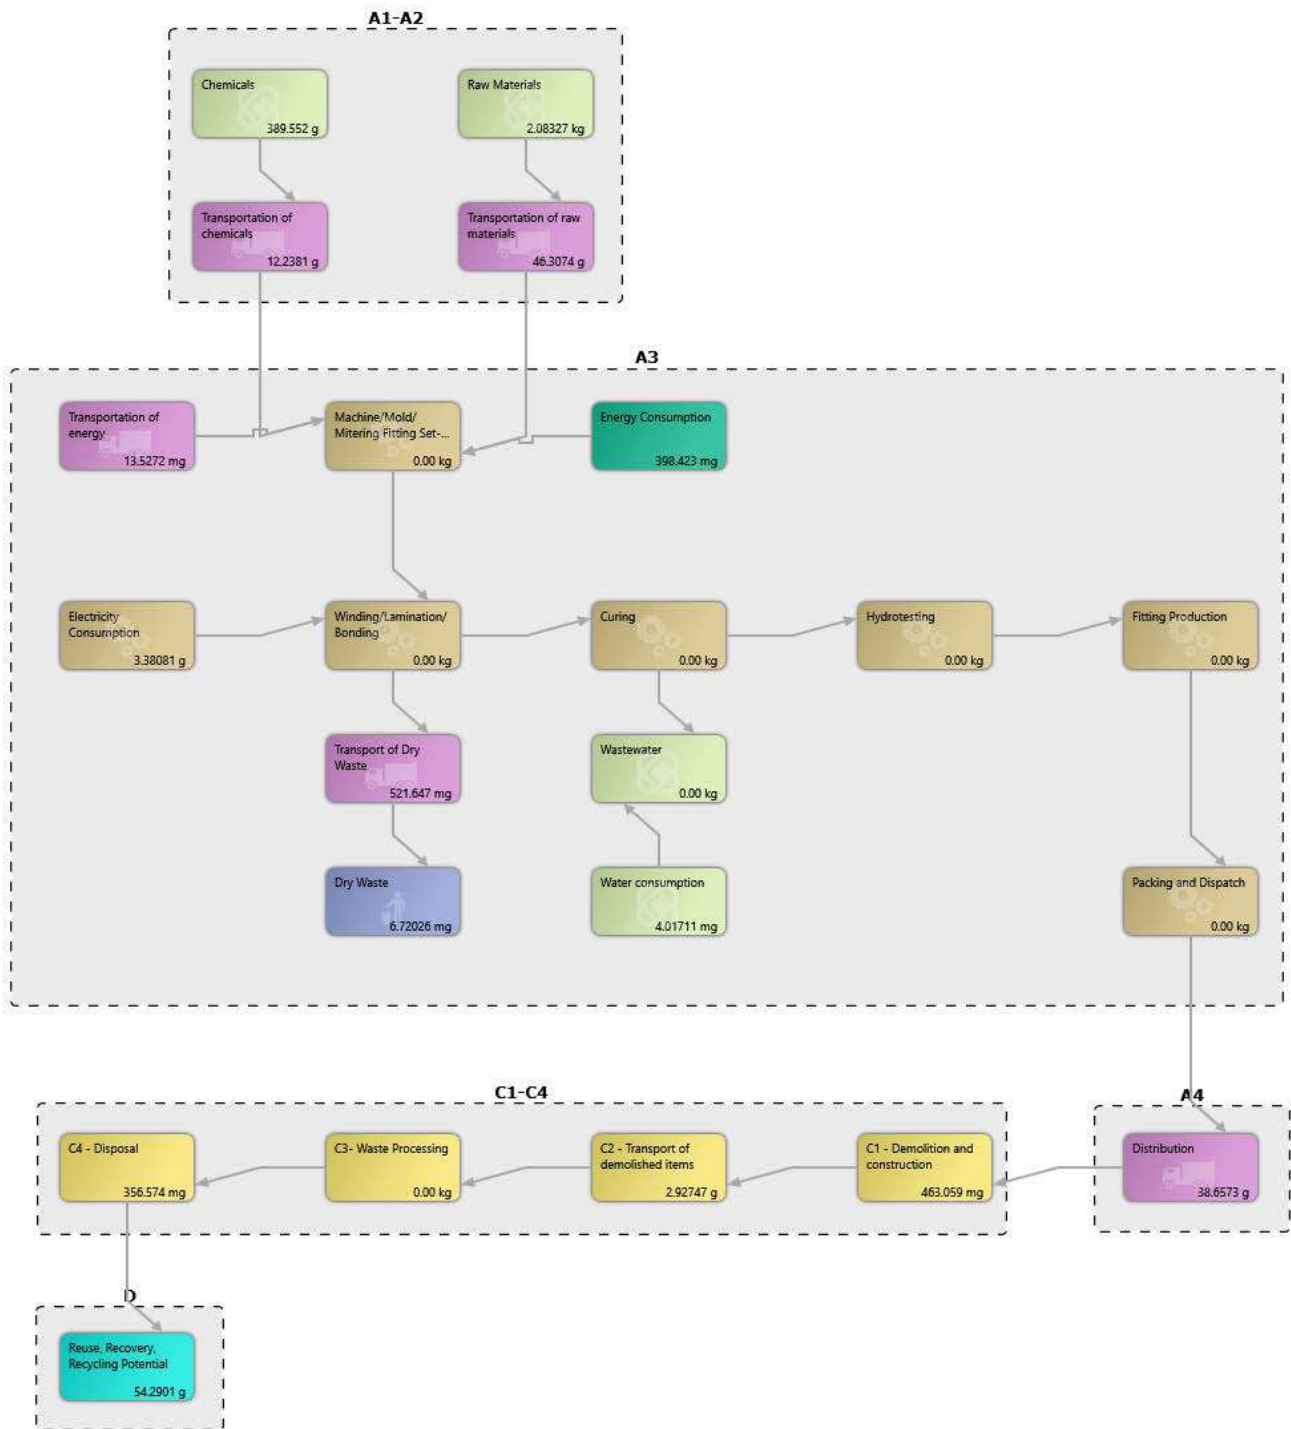 A1-A2
Chemicals
389.552 g
Raw Materials
2.08327 kg
Transportation of
chemicals
12.2381 g
Transportation of raw
materials
46.3074 g
A3
Transportation of
energy
13.5272 mg
Machine/Mold/
Mitering Fitting Set-...
0.00 kg
Energy Consumption
398.423 mg
Electricity
Consumption
3.38081 g
Winding/Lamination/
Bonding
0.00 kg
Curing
0.00 kg
Hydrotesting
0.00 kg
Fitting Production
0.00 kg
Transport of Dry
Waste
521.647 mg
Wastewater
0.00 kg
Dry Waste
6.72026 mg
Water consumption
4.01711 mg
Packing and Dispatch
0.00 kg
C1-C4
C4 - Disposal
356.574 mg
C3- Waste Processing
0.00 kg
C2 - Transport of
demolished items
2.92747 g
C1 - Demolition and
construction
463.059 mg
A4
Distribution
38.6573 g
D
Reuse, Recovery,
Recycling Potential
54.2901 g